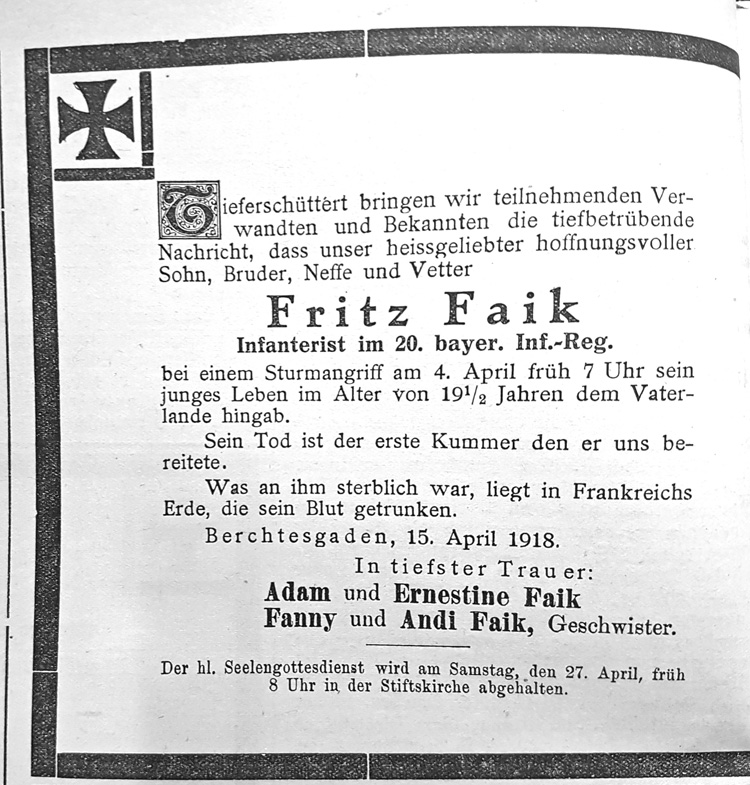 Tieferschüttert bringen wir teilnehmenden Ver-
wandten und Bekannten die tiefbetrübende
Nachricht, dass unser heissgeliebter hoffnungsvoller
Sohn, Bruder, Neffe und Vetter
Fritz Faik
Infanterist im 20. bayer. Inf.-Reg.
bei einem Sturmangriff am 4. April früh 7 Uhr sein
junges Leben im Alter von 19½ Jahren dem Vater-
lande hingab.
Sein Tod ist der erste Kummer den er uns be-
reitete.
Was an ihm sterblich war, liegt in Frankreichs
Erde, die sein Blut getrunken.
Berchtesgaden, 15. April 1918.
In tiefster Trauer:
Adam und Ernestine Faik
Fanny und Andi Faik, Geschwister.
Der hl. Seelengottesdienst wird am Samstag, den 27. April, früh
8 Uhr in der Stiftskirche abgehalten.